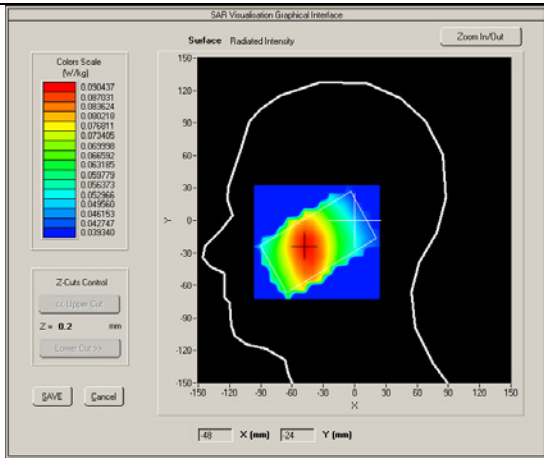 SAR Visualisation Graphical Interface
Surface Radiated Intensity
Zoom In/Out
Colors Scale
(W/kg)
0.090437
0.087031
0.083624
0.080218
0.076811
0.073405
0.069998
0.066592
0.063185
0.059779
0.056373
0.052966
0.049560
0.046153
0.042747
0.039340
Z-Cuts Control
<< Upper Cut
Z = 0.2 mm
Lower Cut >>
SAVE Cancel
150
120
90
60
30
0
-30
-60
-90
-120
-150
Y
-150 -120 -90 -60 -30 0 30 60 90 120 150
X
-48 X (mm) -24 Y (mm)